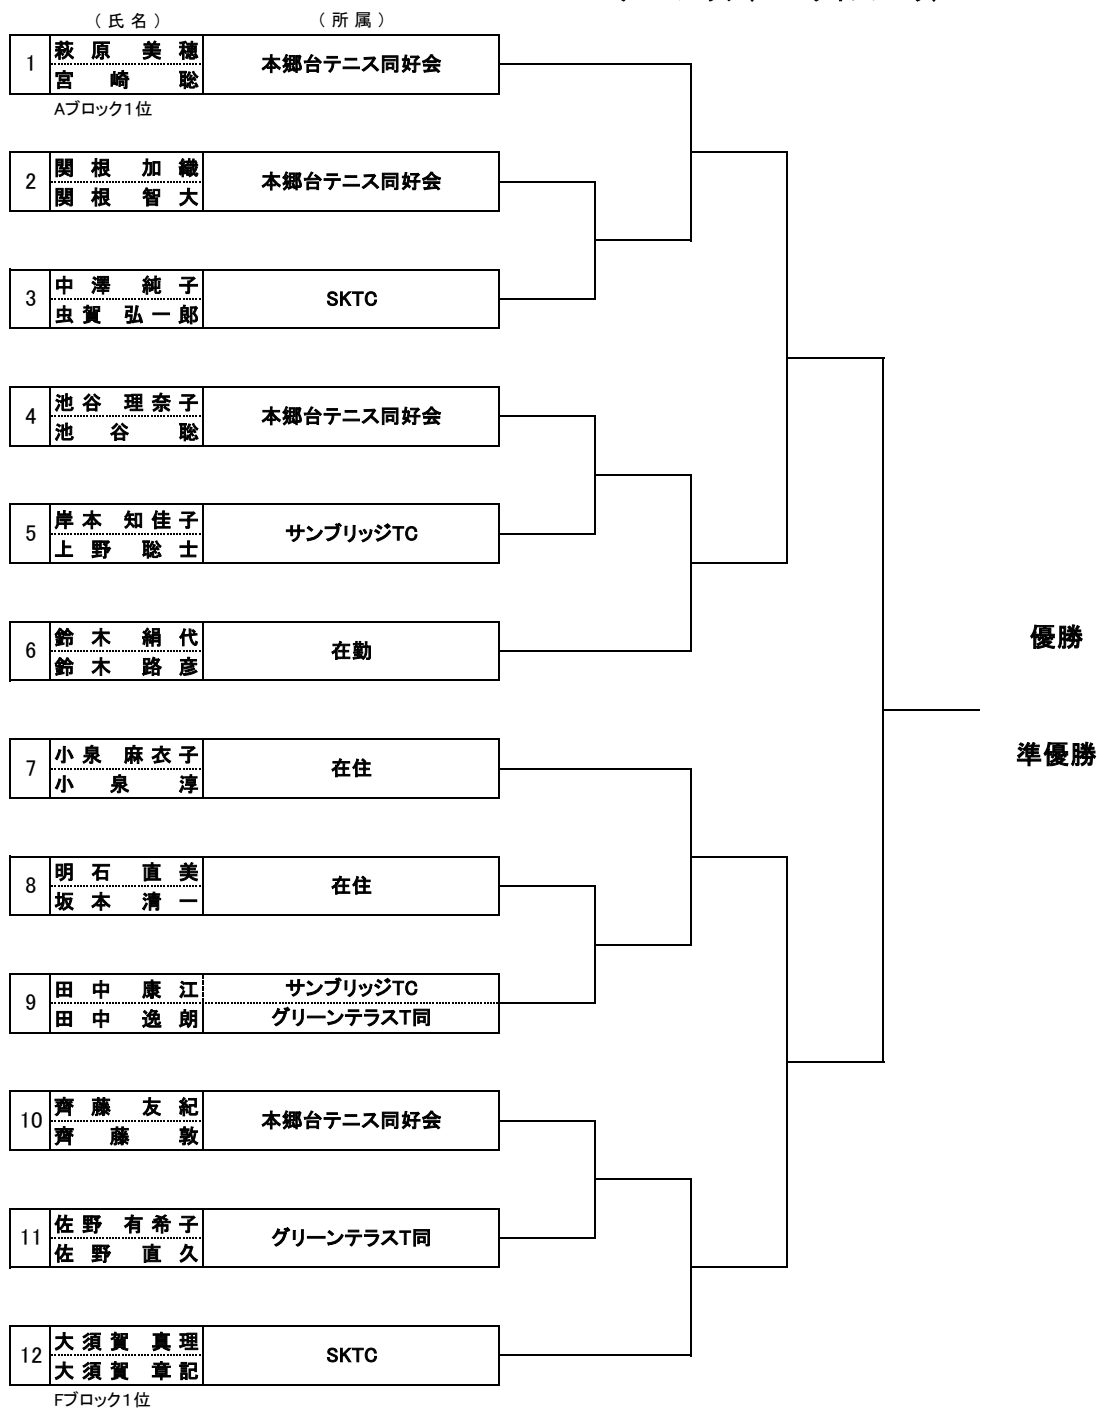 （氏名） （所属）
1 萩原 美穂 本郷台テニス同好会
宮崎 聡
Aブロック1位
2 関根 加織 本郷台テニス同好会
関根 智大
3 中澤 純子 SKTC
虫賀 弘一郎
4 池谷 理奈子 本郷台テニス同好会
池谷 聡
5 岸本 知佳子 サンブリッジTC
上野 聡士
6 鈴木 絹代 在勤
鈴木 路彦
優勝
7 小泉 麻衣子 在住
小泉 淳
準優勝
8 明石 直美 在住
坂本 清一
9 田中 康江 サンブリッジTC
田中 逸朗 グリーンテラスT同
10 齊藤 友紀 本郷台テニス同好会
齊藤 敦
11 佐野 有希子 グリーンテラスT同
佐野 直久
12 大須賀 真理 SKTC
大須賀 章記
Fブロック1位